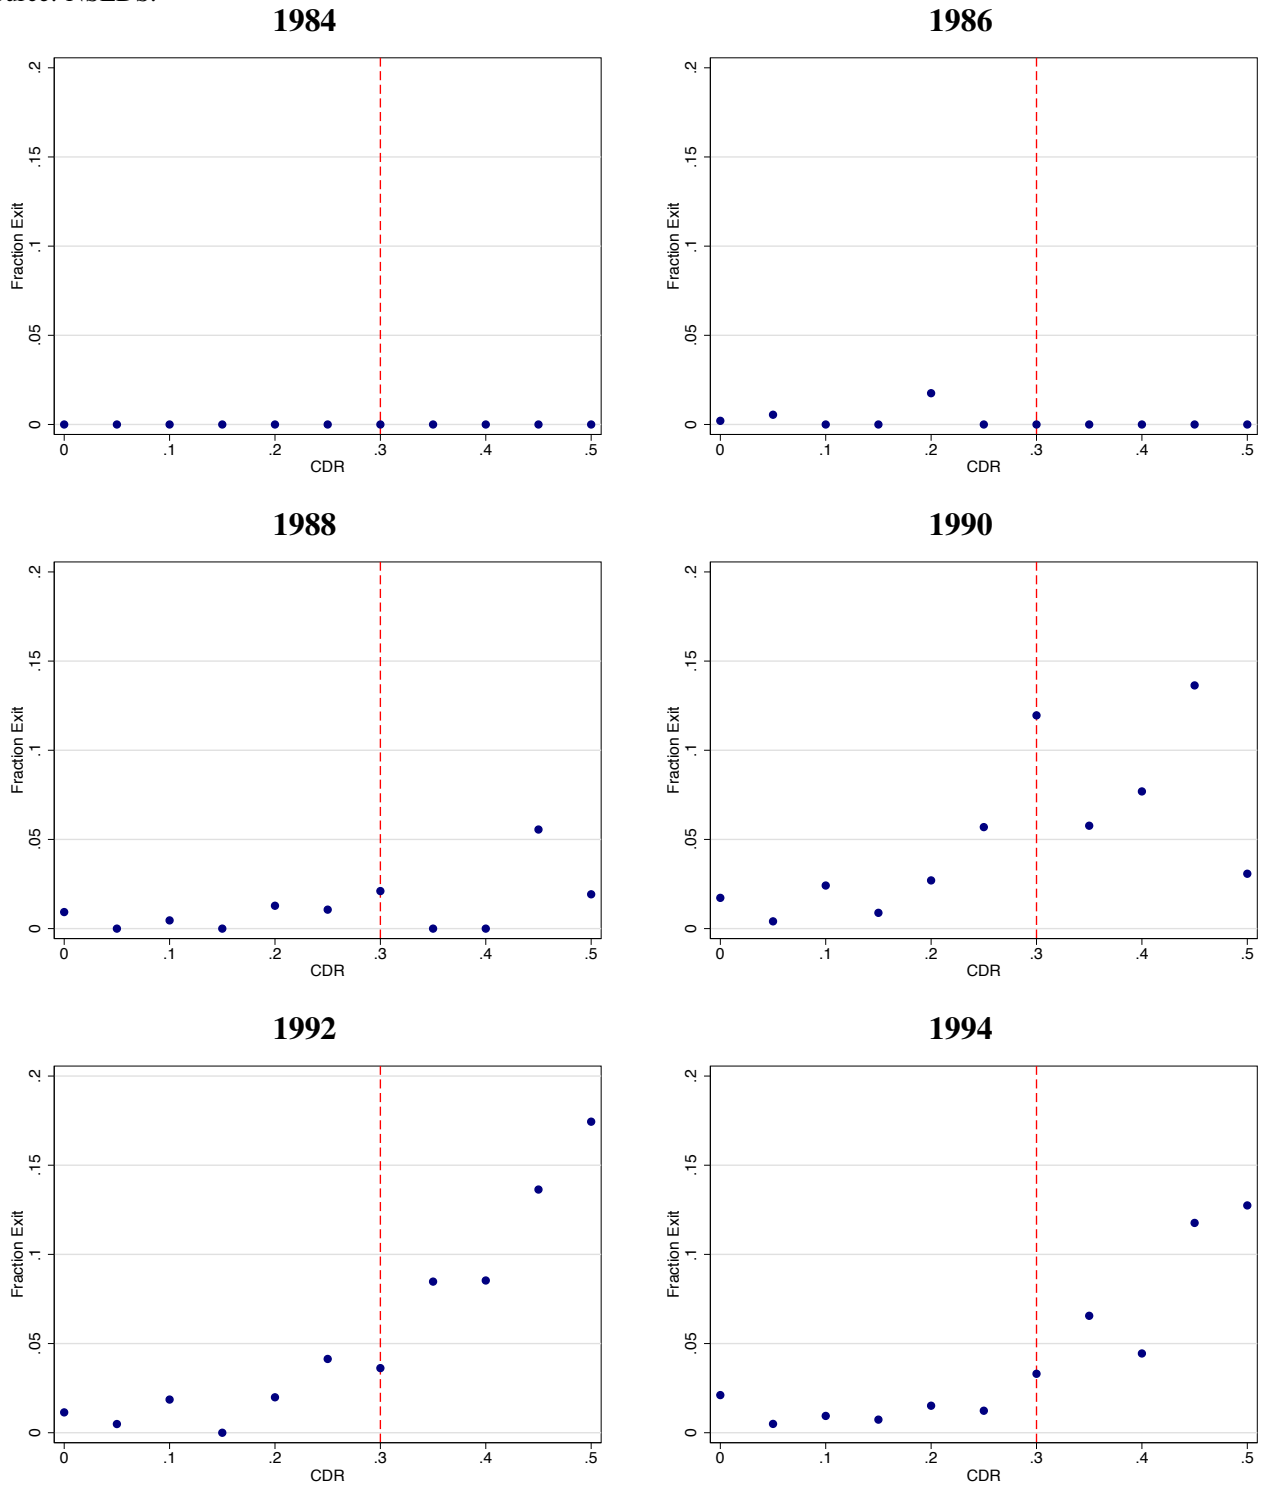 1984
.2
.15
.1
.05
0
Fraction Exit
0 .1 .2 .3 .4 .5
CDR
1986
.2
.15
.1
.05
0
Fraction Exit
0 .1 .2 .3 .4 .5
CDR
1988
.2
.15
.1
.05
0
Fraction Exit
0 .1 .2 .3 .4 .5
CDR
1990
.2
.15
.1
.05
0
Fraction Exit
0 .1 .2 .3 .4 .5
CDR
1992
.2
.15
.1
.05
0
Fraction Exit
0 .1 .2 .3 .4 .5
CDR
1994
.2
.15
.1
.05
0
Fraction Exit
0 .1 .2 .3 .4 .5
CDR